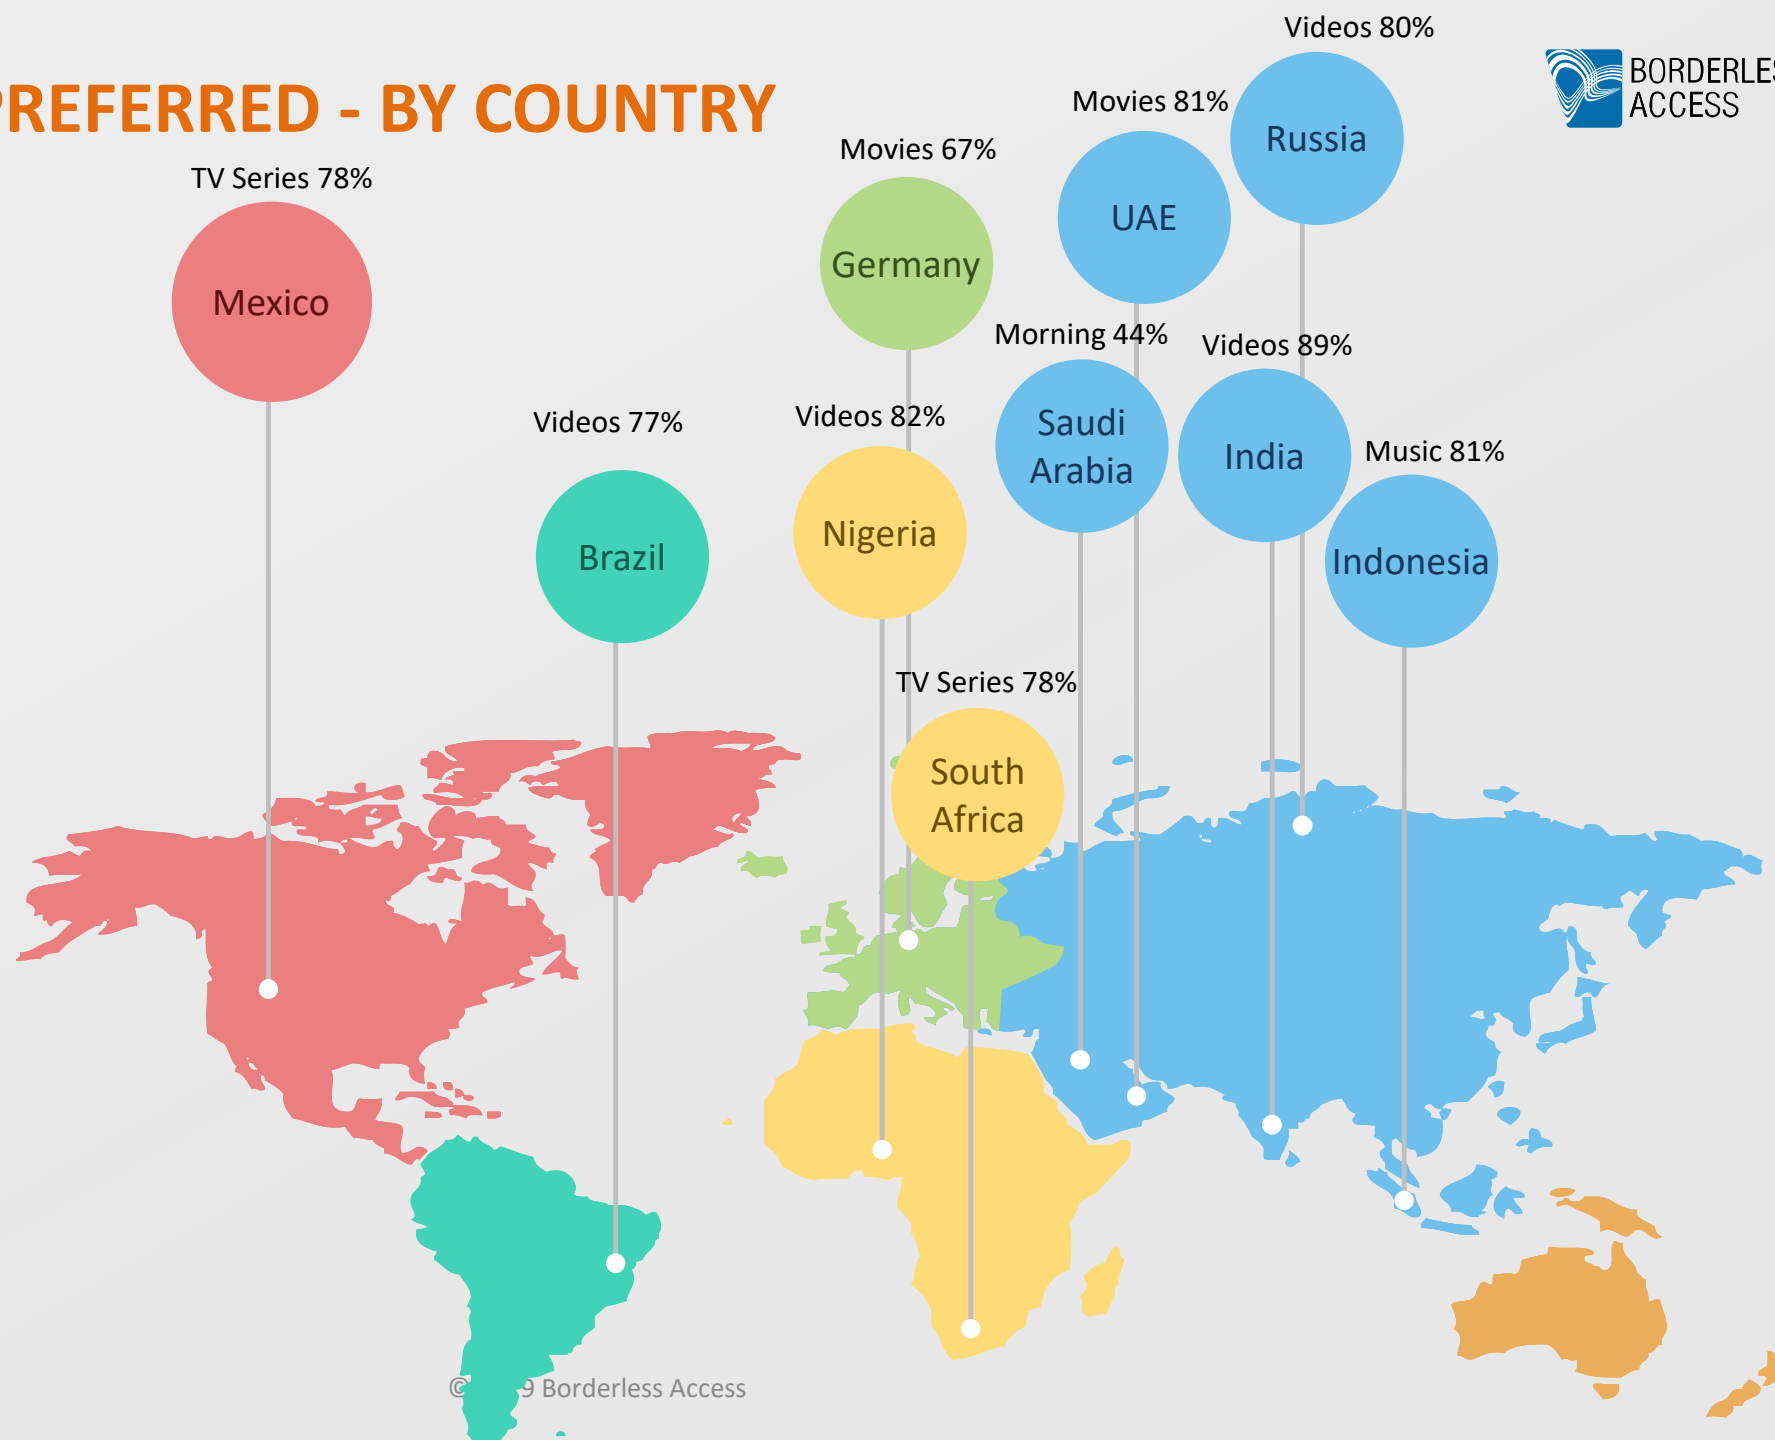 Videos 80%
PREFERRED - BY COUNTRY
BORDERLES
ACCESS
Movies 81%
Russia
Movies 67%
TV Series 78%
UAE
Germany
Mexico
Morning 44%
Videos 89%
Videos 77%
Videos 82%
Saudi
Arabia
India
Music 81%
Nigeria
Brazil
Indonesia
TV Series 78%
South
Africa
© 9 Borderless Access